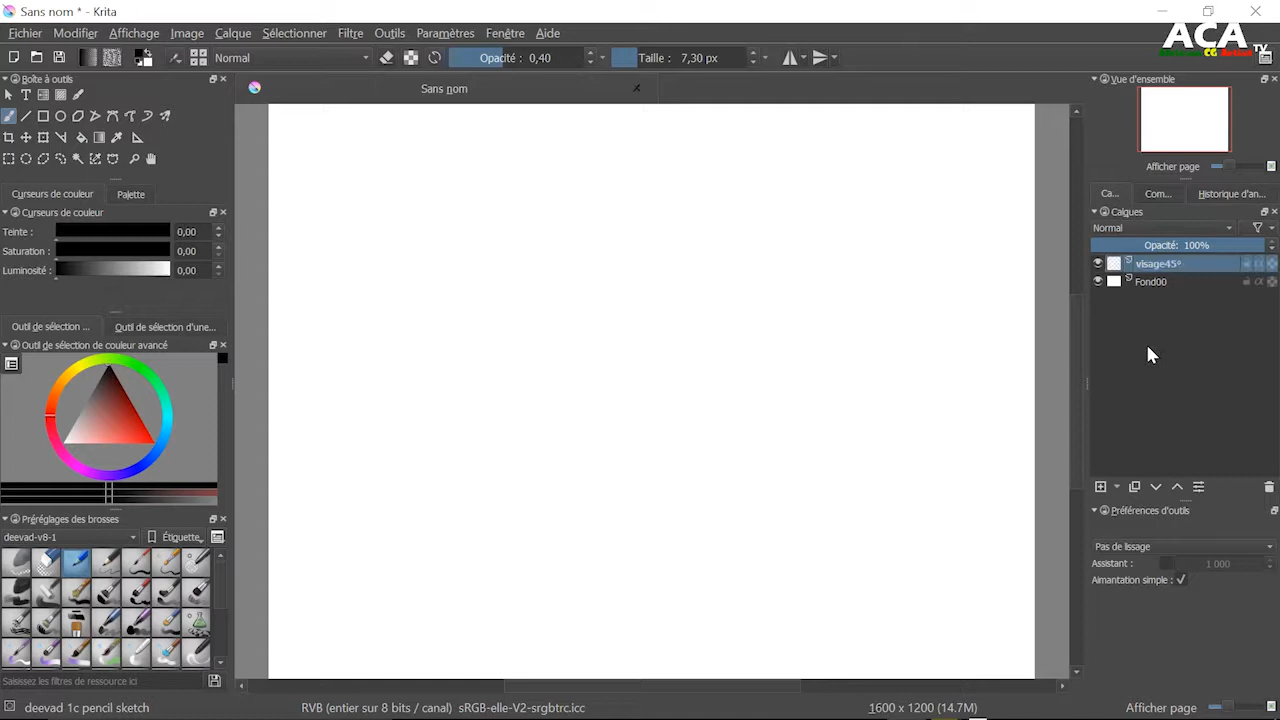 Sans nom * - Krita
Fichier Modifier Affichage Image Calque Sélectionner Filtre Outils Paramètres Fenêtre Aide
ACA
CG
TV
Normal
Opacité : 0,40
Taille : 7,30 px
Boîte à outils
Sans nom
Vue d'ensemble
Afficher page
Curseurs de couleur
Palette
Curseurs de couleur
Teinte : 0,00
Saturation : 0,00
Luminosité : 0,00
Ca...
Com...
Historique d'an...
Calques
Normal
Opacité: 100%
visage45°
Fond00
Outil de sélection ...
Outil de sélection d'une...
Outil de sélection de couleur avancé
Préférences d'outils
Pas de lissage
Assistant : 1 000
Aimantation simple :
Préréglages des brosses
deevad-v8-1
Étiquette
Saisissez les filtres de ressource ici
deevad 1c pencil sketch
RVB (entier sur 8 bits / canal) sRGB-elle-V2-srgbtrc.icc
1600 x 1200 (14.7M)
Afficher page